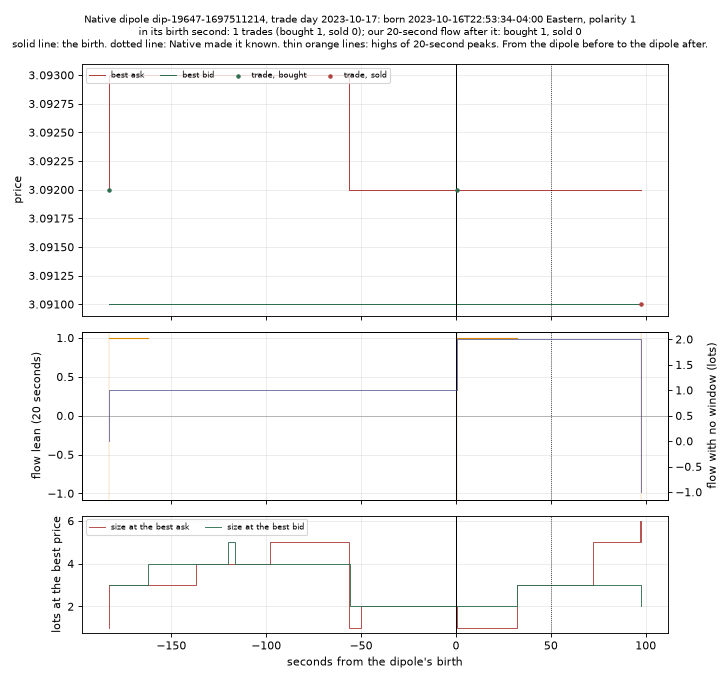 Native dipole dip-19647-1697511214, trade day 2023-10-17: born 2023-10-16T22:53:34-04:00 Eastern, polarity 1
in its birth second: 1 trades (bought 1, sold 0); our 20-second flow after it: bought 1, sold 0
solid line: the birth. dotted line: Native made it known. thin orange lines: highs of 20-second peaks. From the dipole before to the dipole after.
best ask best bid trade, bought trade, sold
3.09300
3.09275
3.09250
3.09225
3.09200
3.09175
3.09150
3.09125
3.09100
price
1.0
0.5
0.0
−0.5
−1.0
flow lean (20 seconds)
2.0
1.5
1.0
0.5
0.0
−0.5
−1.0
flow with no window (lots)
size at the best ask size at the best bid
6
4
2
lots at the best price
−150 −100 −50 0 50 100
seconds from the dipole's birth